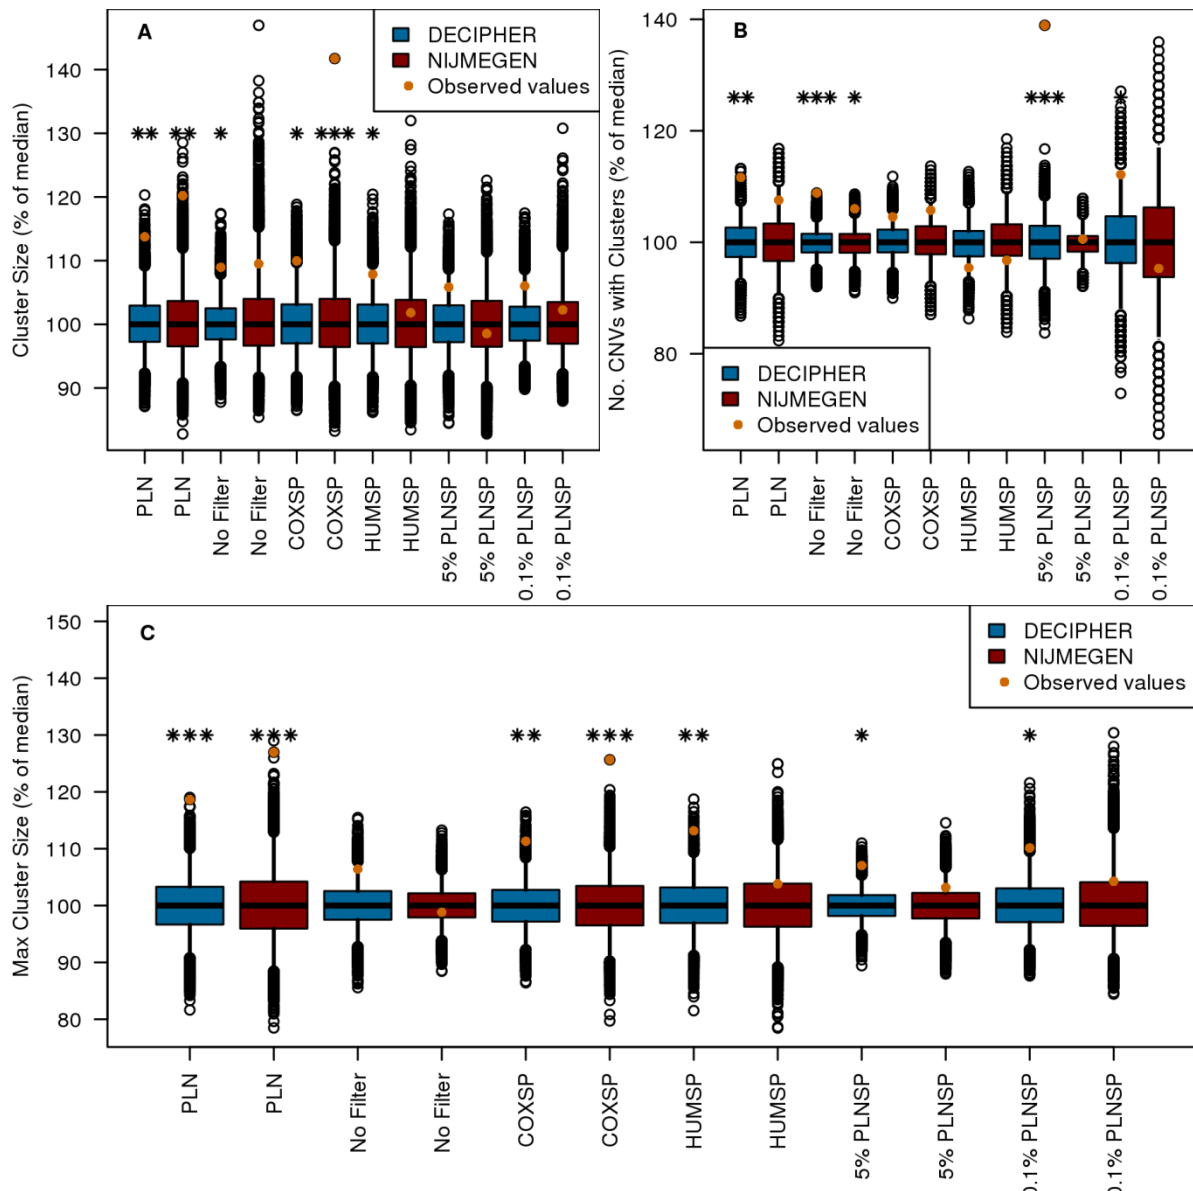 A
DECIPHER
NIJMEGEN
Observed values
Cluster Size (% of median)
140
130
120
110
100
90
** ** * * *** *
PLN
PLN
No Filter
No Filter
COXSP
COXSP
HUMSP
HUMSP
5% PLNSP
5% PLNSP
0.1% PLNSP
0.1% PLNSP
B
No. CNVs with Clusters (% of median)
140
120
100
80
** *** * *** *
DECIPHER
NIJMEGEN
Observed values
PLN
PLN
No Filter
No Filter
COXSP
COXSP
HUMSP
HUMSP
5% PLNSP
5% PLNSP
0.1% PLNSP
0.1% PLNSP
C
DECIPHER
NIJMEGEN
Observed values
Max Cluster Size (% of median)
150
140
130
120
110
100
90
80
*** *** ** *** ** * *
PLN
PLN
No Filter
No Filter
COXSP
COXSP
HUMSP
HUMSP
5% PLNSP
5% PLNSP
0.1% PLNSP
0.1% PLNSP